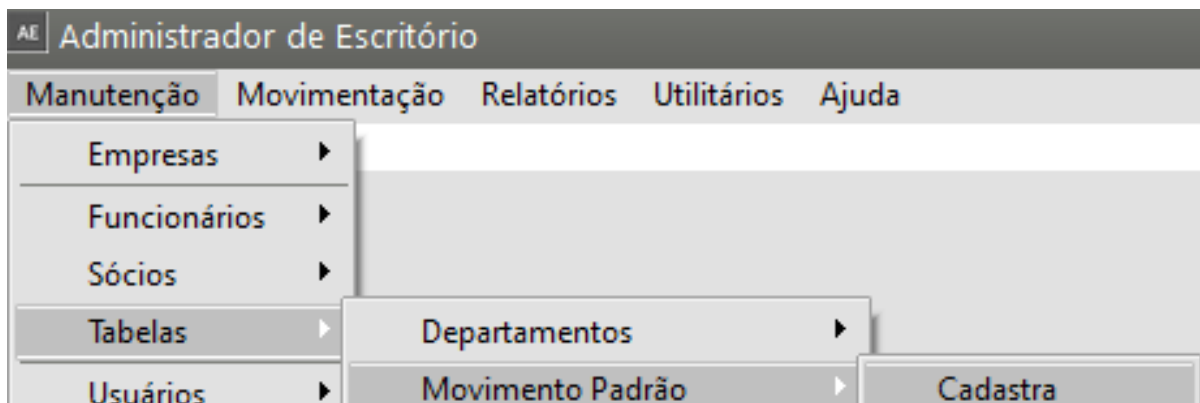 AE Administrador de Escritório
Manutenção Movimentação Relatórios Utilitários Ajuda
Empresas
Funcionários
Sócios
Tabelas Departamentos
Usuários Movimento Padrão Cadastra